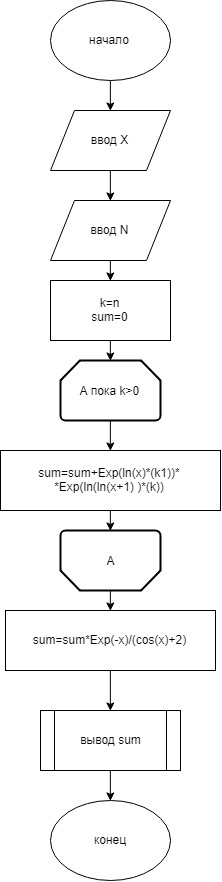 начало
ввод X
ввод N
k=n
sum=0
А пока k>0
sum=sum+Exp(ln(x)*(k1))*
*Exp(ln(ln(x+1) )*(k))
А
sum=sum*Exp(-x)/(cos(x)+2)
вывод sum
конец